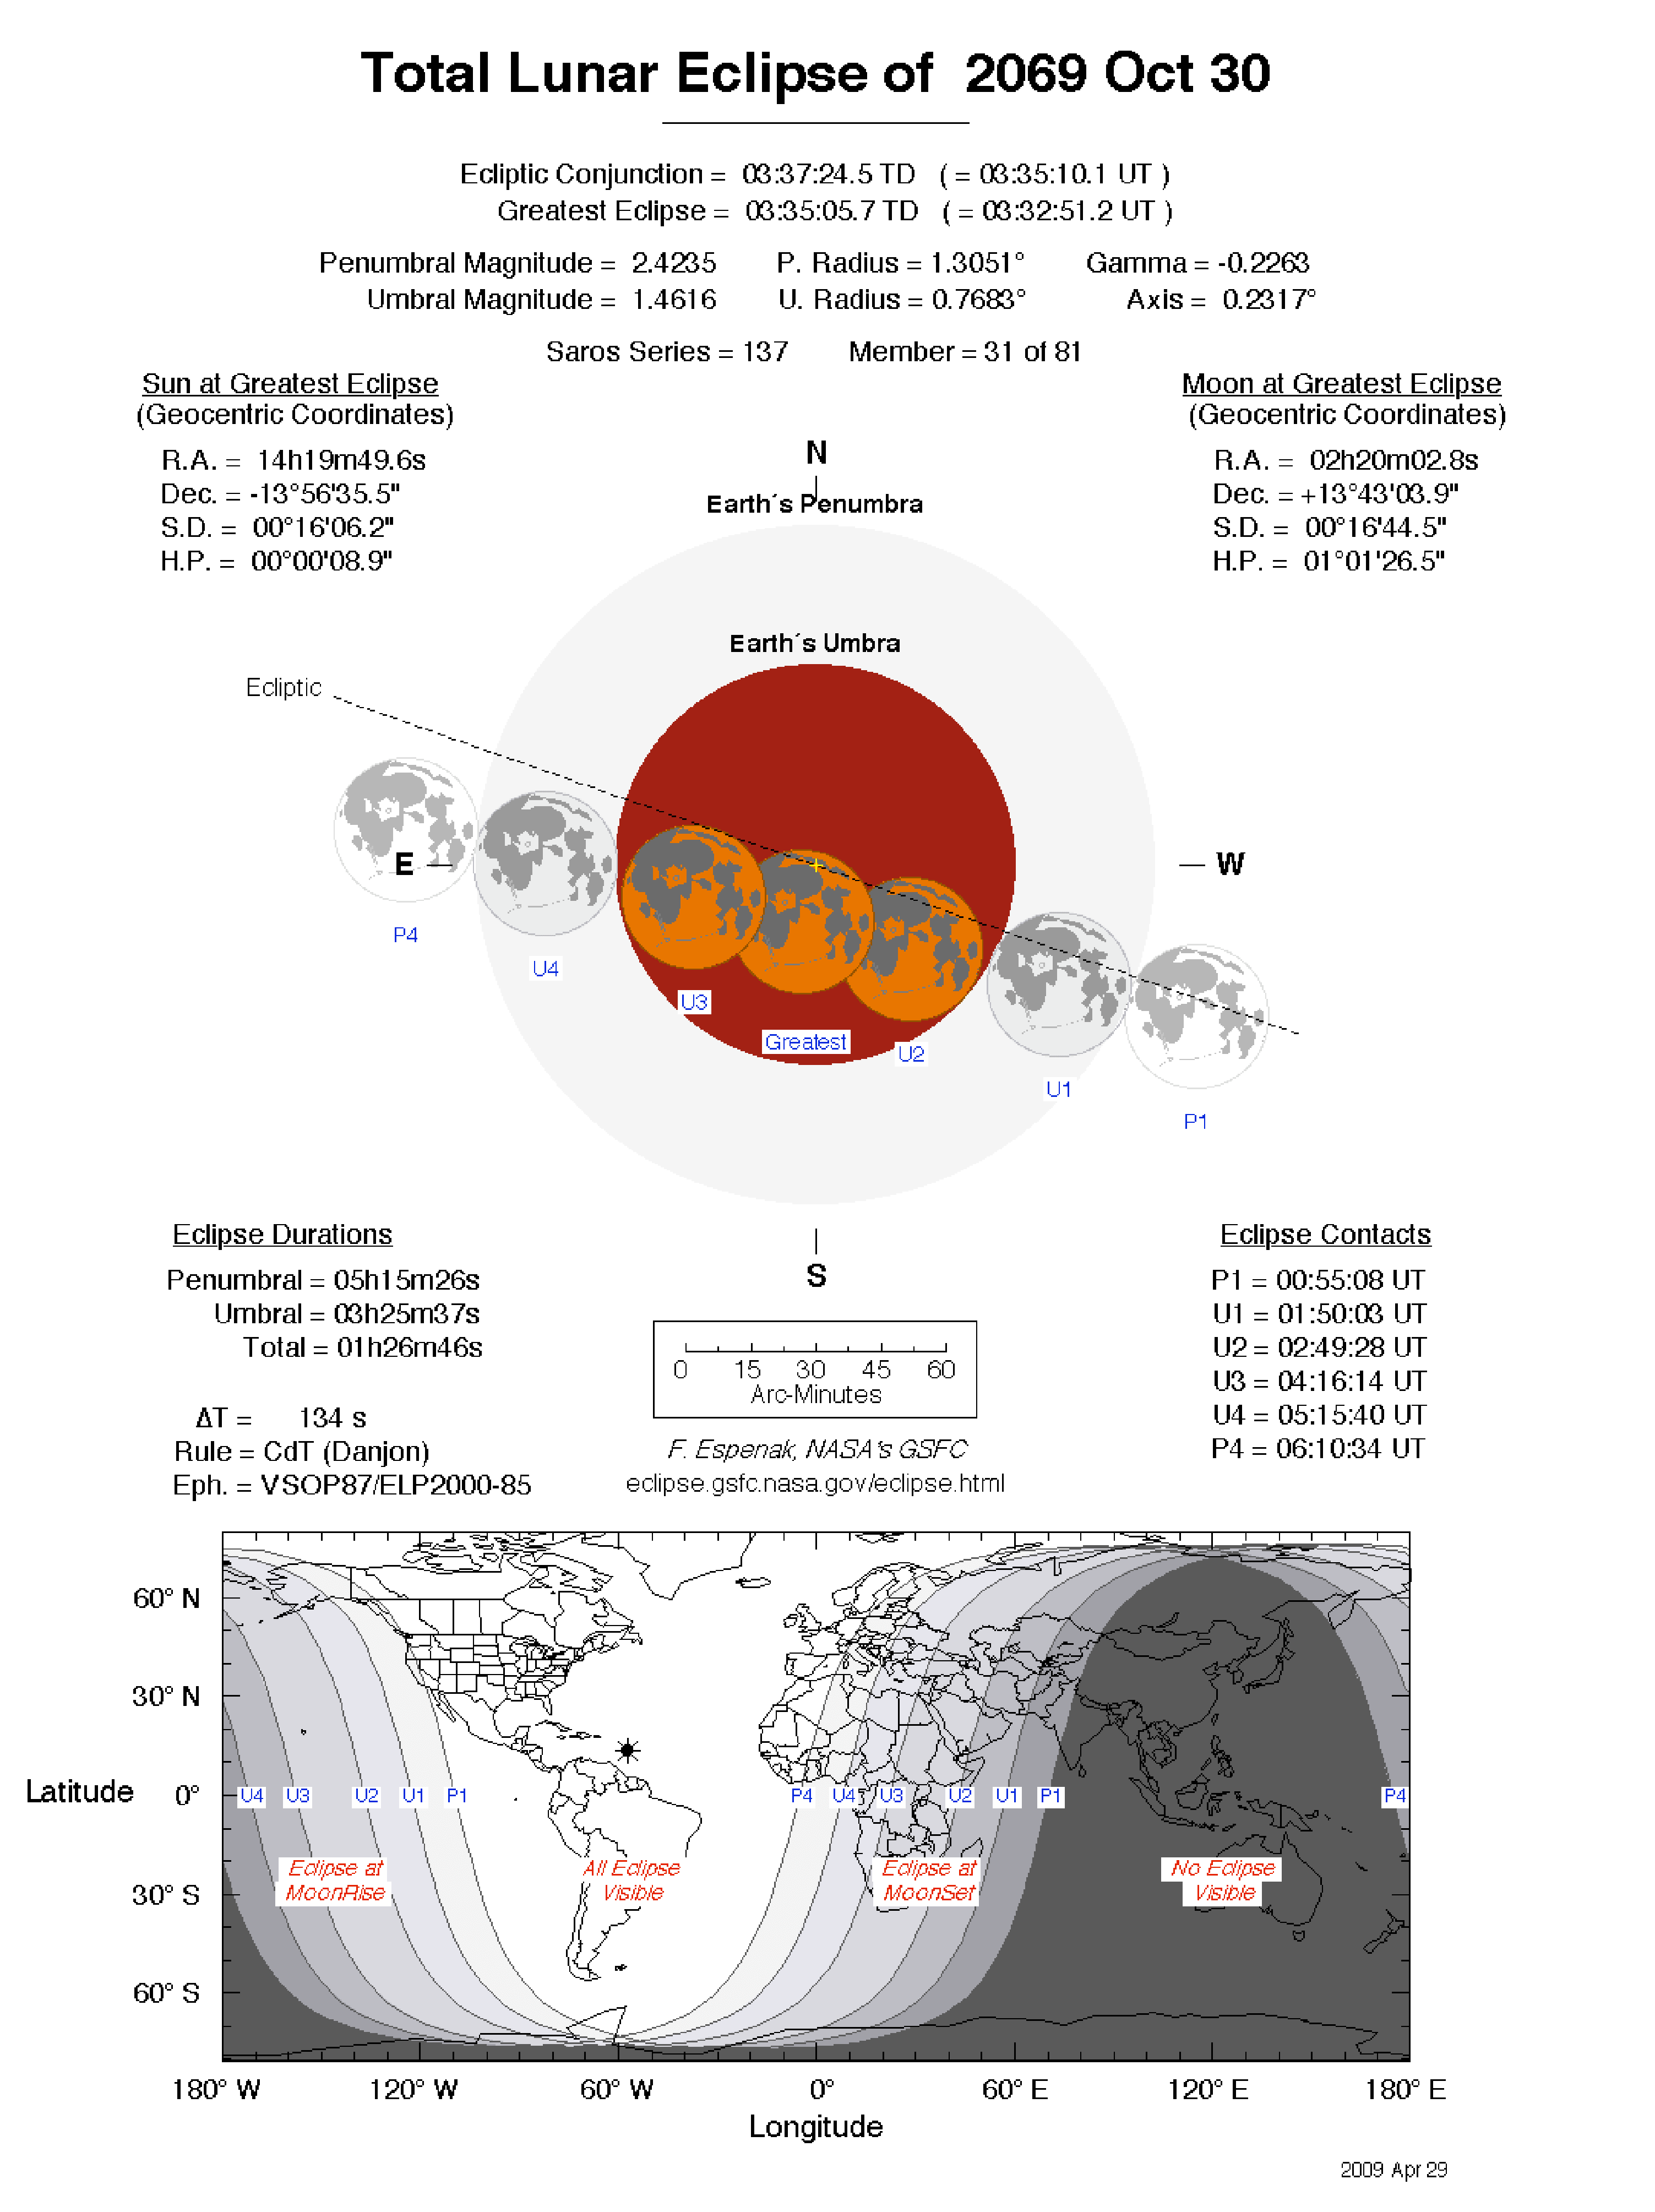 Total Lunar Eclipse of 2069 Oct 30
Ecliptic Conjunction = 03:37:24.5 TD ( = 03:35:10.1 UT )
Greatest Eclipse = 03:35:05.7 TD ( = 03:32:51.2 UT )
Penumbral Magnitude = 2.4235 P. Radius = 1.3051° Gamma = -0.2263
Umbral Magnitude = 1.4616 U. Radius = 0.7683° Axis = 0.2317°
Saros Series = 137 Member = 31 of 81
Sun at Greatest Eclipse
(Geocentric Coordinates)
R.A. = 14h19m49.6s
Dec. = -13°56'35.5"
S.D. = 00°16'06.2"
H.P. = 00°00'08.9"
Moon at Greatest Eclipse
(Geocentric Coordinates)
R.A. = 02h20m02.8s
Dec. = +13°43'03.9"
S.D. = 00°16'44.5"
H.P. = 01°01'26.5"
N
Earth´s Penumbra
Earth´s Umbra
Ecliptic
E
W
P4
U4
U3
Greatest
U2
U1
P1
S
Eclipse Durations
Penumbral = 05h15m26s
Umbral = 03h25m37s
Total = 01h26m46s
ΔT = 134 s
Rule = CdT (Danjon)
Eph. = VSOP87/ELP2000-85
0 15 30 45 60
Arc-Minutes
F. Espenak, NASA's GSFC
eclipse.gsfc.nasa.gov/eclipse.html
Eclipse Contacts
P1 = 00:55:08 UT
U1 = 01:50:03 UT
U2 = 02:49:28 UT
U3 = 04:16:14 UT
U4 = 05:15:40 UT
P4 = 06:10:34 UT
60° N
30° N
Latitude 0°
30° S
60° S
U4 U3 U2 U1 P1 P4 U4 U3 U2 U1 P1 P4
Eclipse at
MoonRise
All Eclipse
Visible
Eclipse at
MoonSet
No Eclipse
Visible
180° W 120° W 60° W 0° 60° E 120° E 180° E
Longitude
2009 Apr 29